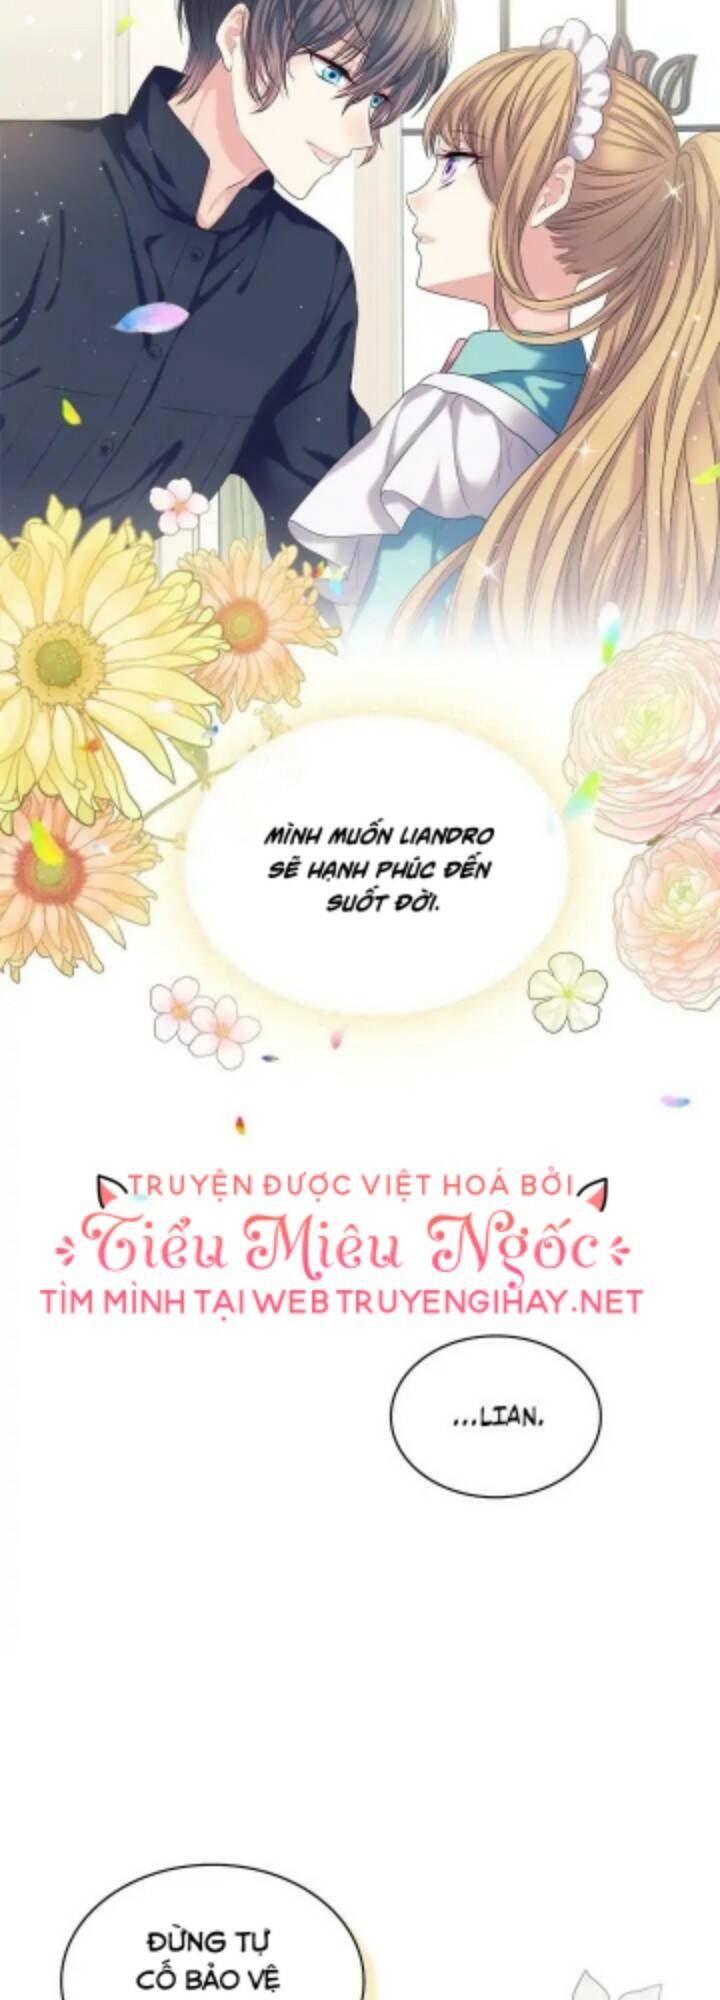 MÌNH MUỐN LIANDRO
SẼ HẠNH PHÚC ĐẾN
SUỐT ĐỜI.
TRUYỆN ĐƯỢC VIỆT HOÁ BỞI
Tiểu Miêu Ngốc
TÌM MÌNH TẠI WEB TRUYENGIHAY.NET
...LIAN.
ĐỪNG TỰ
CỐ BẢO VỆ